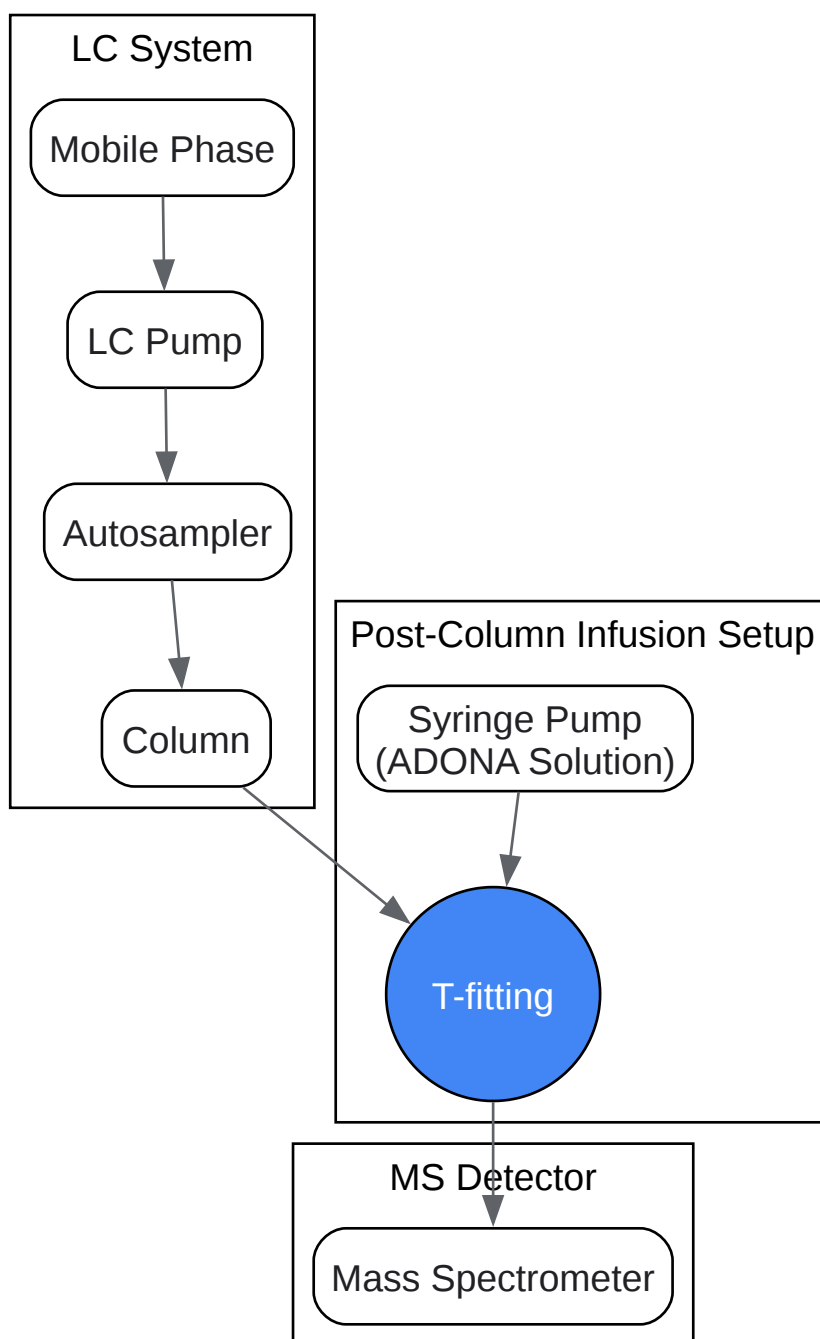 LC System
Mobile Phase
LC Pump
Autosampler
Column
Post-Column Infusion Setup
Syringe Pump
(ADONA Solution)
T-fitting
MS Detector
Mass Spectrometer